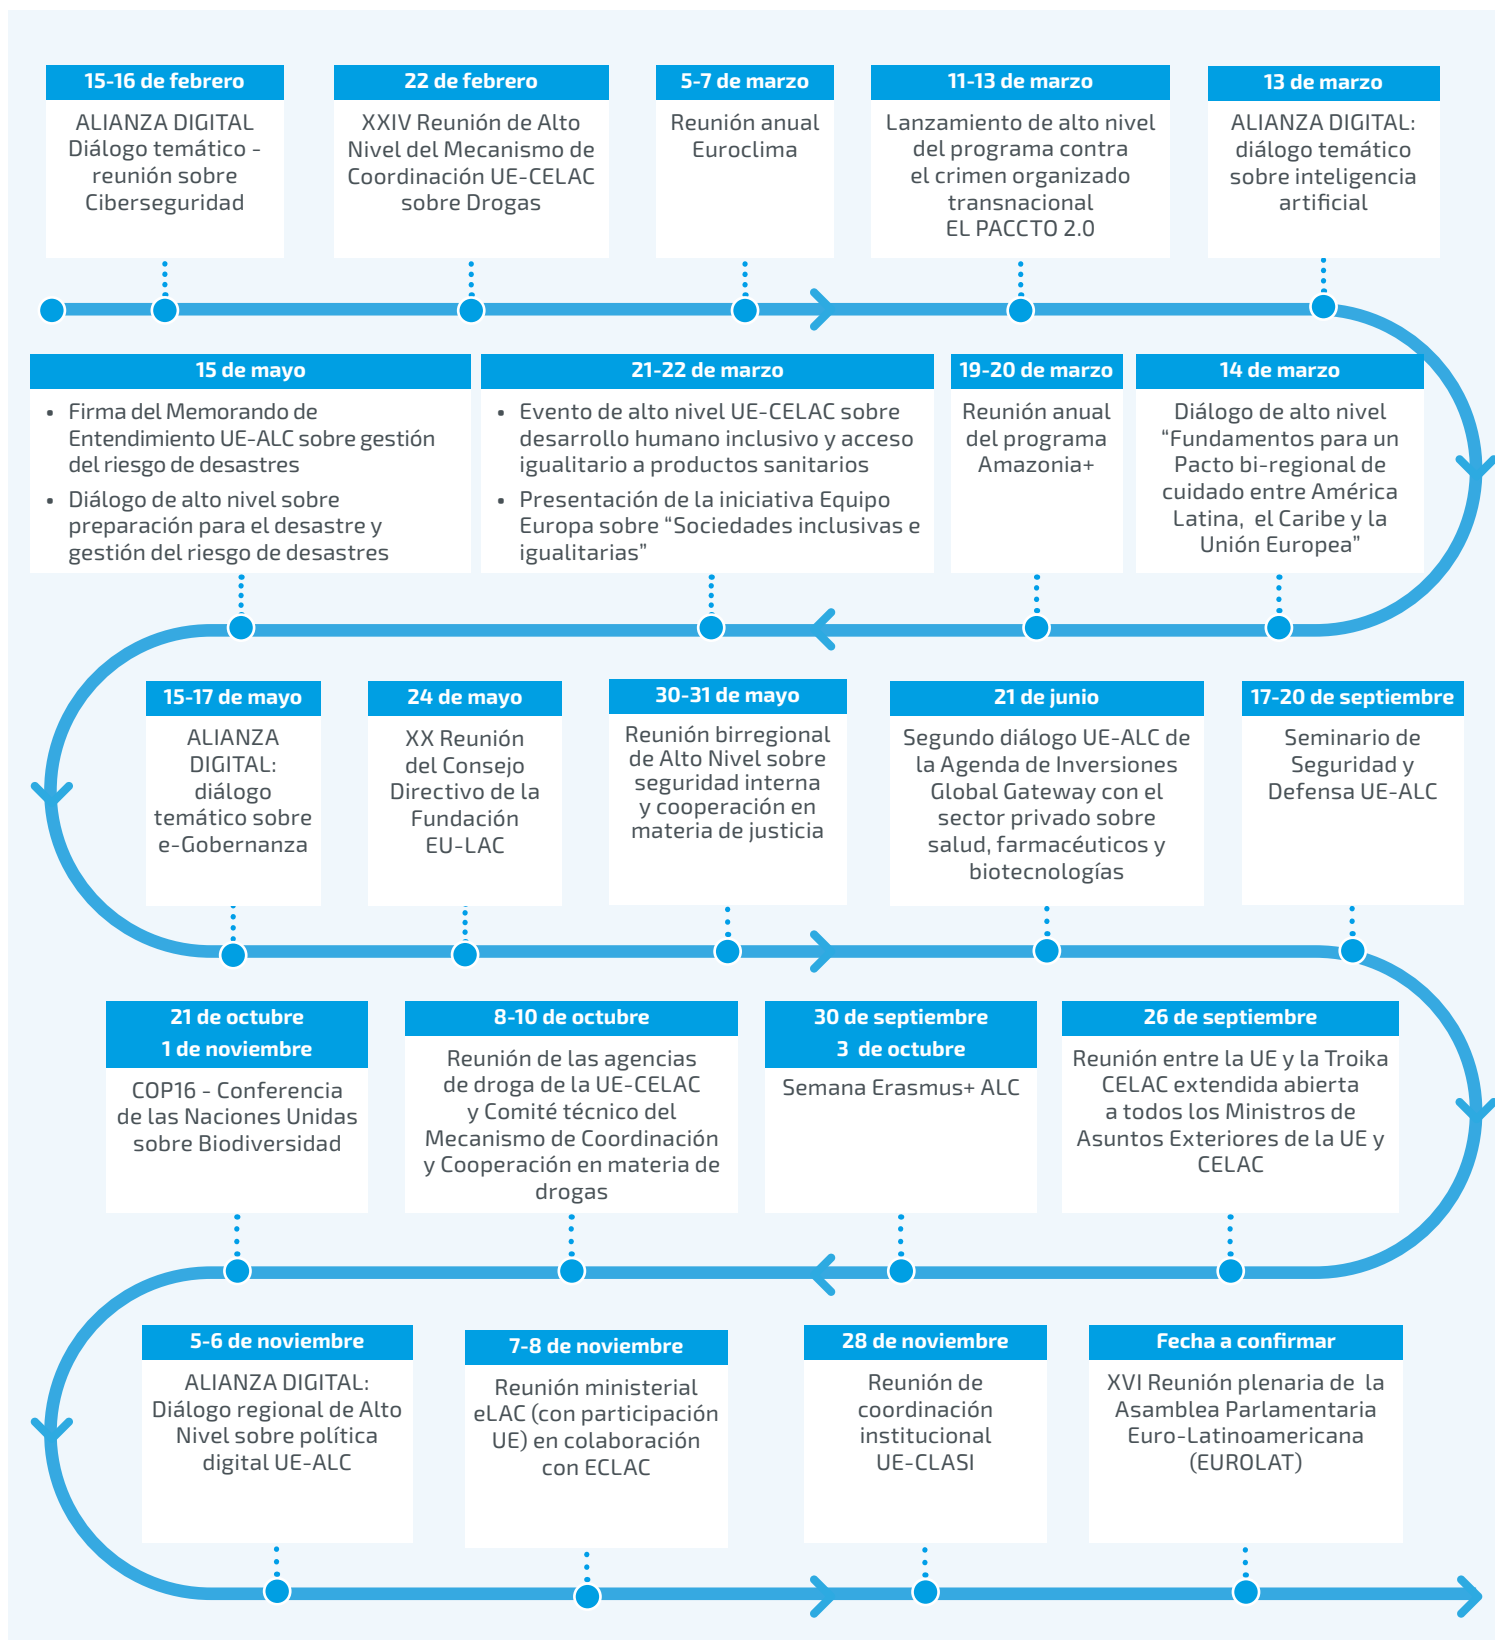 15-16 de febrero
ALIANZA DIGITAL
Diálogo temático -
reunión sobre
Ciberseguridad
22 de febrero
XXIV Reunión de Alto
Nivel del Mecanismo de
Coordinación UE-CELAC
sobre Drogas
5-7 de marzo
Reunión anual
Euroclima
11-13 de marzo
Lanzamiento de alto nivel
del programa contra
el crimen organizado
transnacional
EL PACCTO 2.0
13 de marzo
ALIANZA DIGITAL:
diálogo temático
sobre inteligencia
artificial
14 de marzo
Diálogo de alto nivel
“Fundamentos para un
Pacto bi-regional de
cuidado entre América
Latina, el Caribe y la
Unión Europea”
19-20 de marzo
Reunión anual
del programa
Amazonia+
21-22 de marzo
• Evento de alto nivel UE-CELAC sobre
desarrollo humano inclusivo y acceso
igualitario a productos sanitarios
• Presentación de la iniciativa Equipo
Europa sobre “Sociedades inclusivas e
igualitarias”
15 de mayo
• Firma del Memorando de
Entendimiento UE-ALC sobre gestión
del riesgo de desastres
• Diálogo de alto nivel sobre
preparación para el desastre y
gestión del riesgo de desastres
15-17 de mayo
ALIANZA
DIGITAL:
diálogo
temático sobre
e-Gobernanza
24 de mayo
XX Reunión
del Consejo
Directivo de la
Fundación
EU-LAC
30-31 de mayo
Reunión birregional
de Alto Nivel sobre
seguridad interna
y cooperación en
materia de justicia
21 de junio
Segundo diálogo UE-ALC de
la Agenda de Inversiones
Global Gateway con el
sector privado sobre
salud, farmacéuticos y
biotecnologías
17-20 de septiembre
Seminario de
Seguridad y
Defensa UE-ALC
26 de septiembre
Reunión entre la UE y la Troika
CELAC extendida abierta
a todos los Ministros de
Asuntos Exteriores de la UE y
CELAC
30 de septiembre
3 de octubre
Semana Erasmus+ ALC
8-10 de octubre
Reunión de las agencias
de droga de la UE-CELAC
y Comité técnico del
Mecanismo de Coordinación
y Cooperación en materia de
drogas
21 de octubre
1 de noviembre
COP16 - Conferencia
de las Naciones Unidas
sobre Biodiversidad
5-6 de noviembre
ALIANZA DIGITAL:
Diálogo regional de Alto
Nivel sobre política
digital UE-ALC
7-8 de noviembre
Reunión ministerial
eLAC (con participación
UE) en colaboración
con ECLAC
28 de noviembre
Reunión de
coordinación
institucional
UE-CLASI
Fecha a confirmar
XVI Reunión plenaria de la
Asamblea Parlamentaria
Euro-Latinoamericana
(EUROLAT)